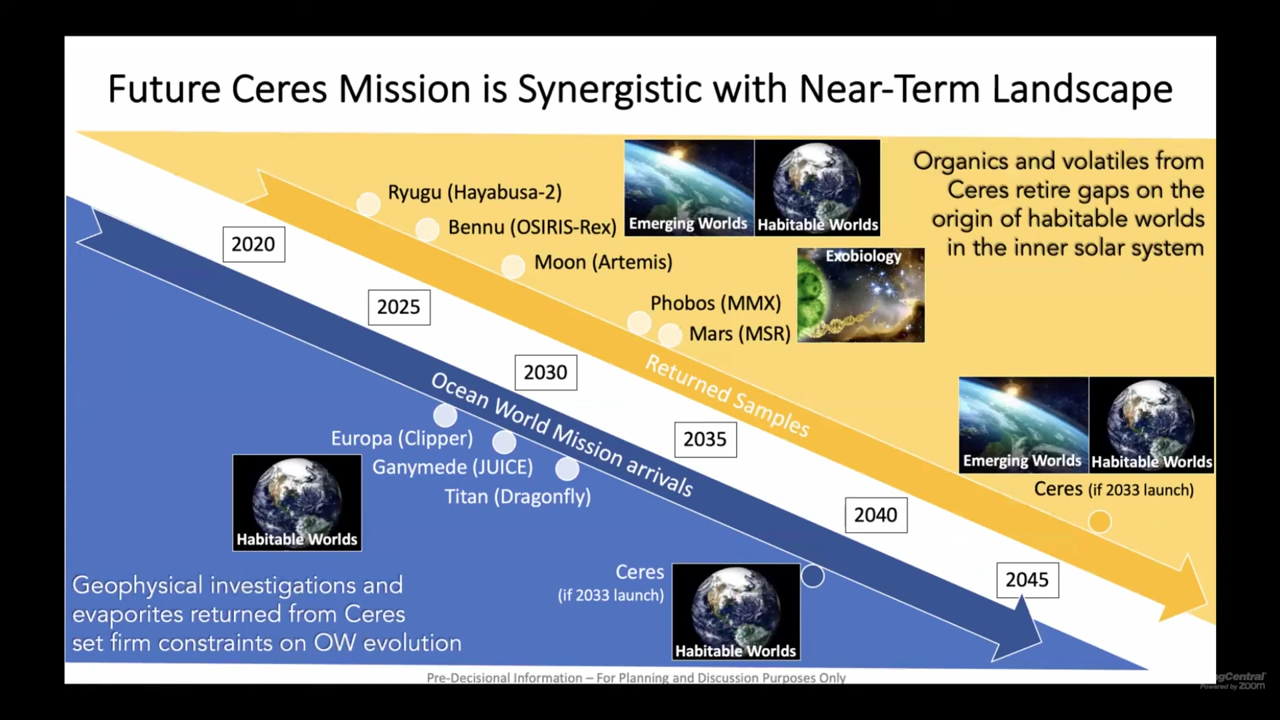 Future Ceres Mission is Synergistic with Near-Term Landscape
Organics and volatiles from
Ceres retire gaps on the
origin of habitable worlds
in the inner solar system
Ryugu (Hayabusa-2)
Bennu (OSIRIS-Rex)
Moon (Artemis)
Phobos (MMX)
Mars (MSR)
Emerging Worlds
Habitable Worlds
Exobiology
2020
2025
2030
2035
2040
2045
Returned Samples
Ocean World Mission arrivals
Emerging Worlds
Habitable Worlds
Ceres (if 2033 launch)
Europa (Clipper)
Ganymede (JUICE)
Titan (Dragonfly)
Habitable Worlds
Geophysical investigations and
evaporites returned from Ceres
set firm constraints on OW evolution
Ceres
(if 2033 launch)
Habitable Worlds
Pre-Decisional Information – For Planning and Discussion Purposes Only
Powered by ZOOM